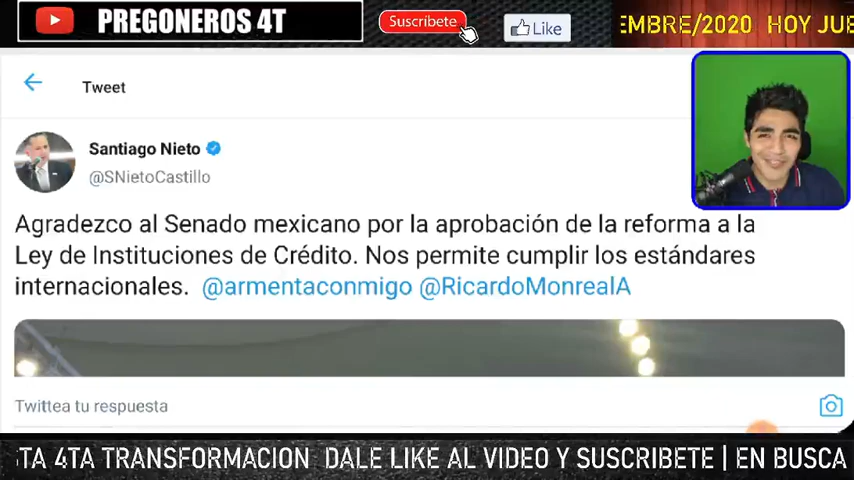 PREGONEROS 4T
Suscríbete
Like
EMBRE/2020 HOY JUE
Tweet
Santiago Nieto
@SNietoCastillo
Agradezco al Senado mexicano por la aprobación de la reforma a la
Ley de Instituciones de Crédito. Nos permite cumplir los estándares
internacionales. @armentaconmigo @RicardoMonrealA
Twittea tu respuesta
STA 4TA TRANSFORMACION DALE LIKE AL VIDEO Y SUSCRIBETE | EN BUSCA